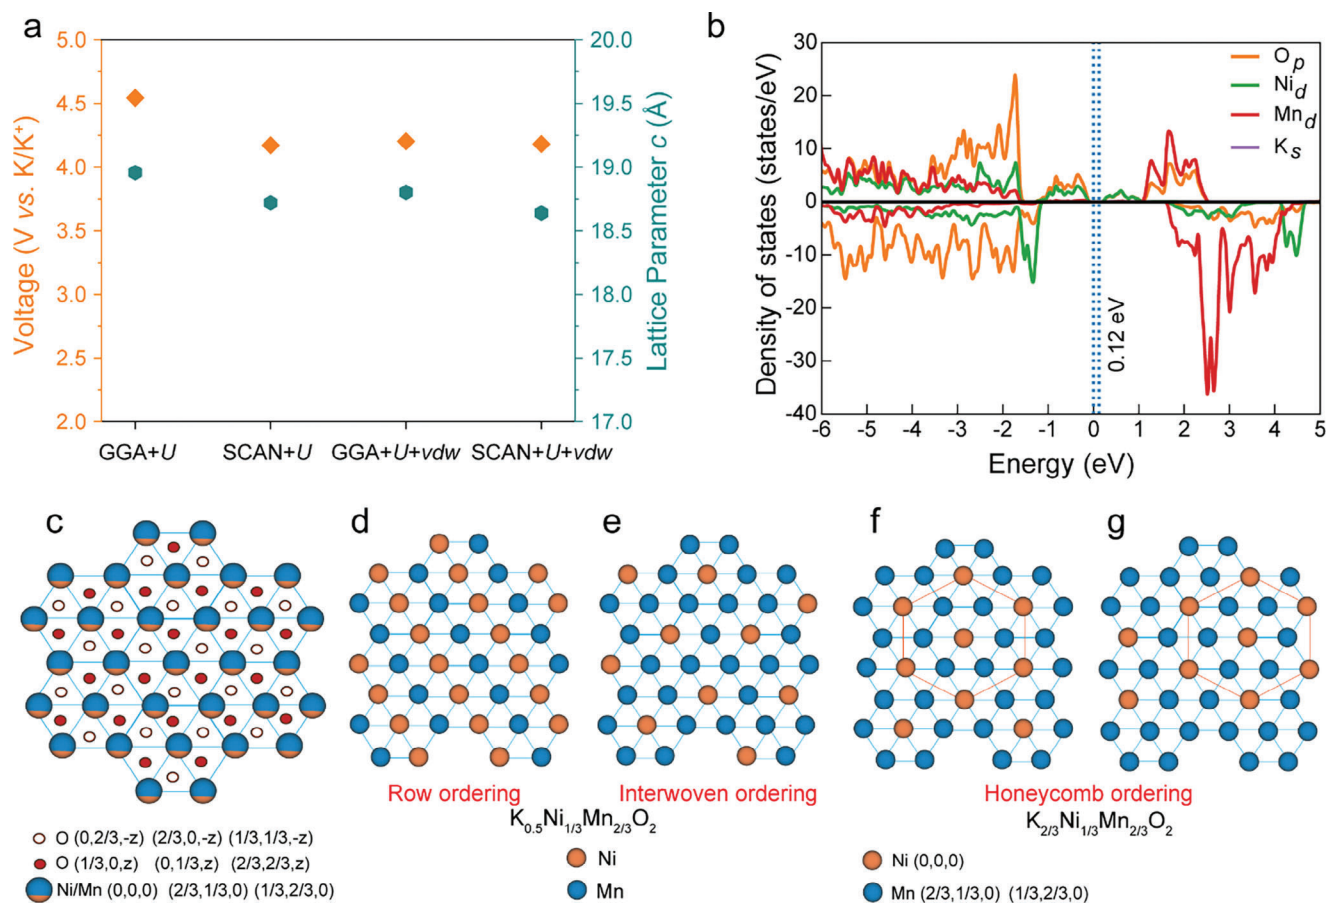 a
Voltage (V vs. K/K⁺)
5.0
4.5
4.0
3.5
3.0
2.5
2.0
GGA+U
SCAN+U
GGA+U+vdw
SCAN+U+vdw
20.0
19.5
19.0
18.5
18.0
17.5
17.0
Lattice Parameter c (Å)
b
Density of states (states/eV)
30
20
10
0
-10
-20
-30
-40
O p
Ni d
Mn d
K s
0.12 eV
-6 -5 -4 -3 -2 -1 0 1 2 3 4 5
Energy (eV)
c
O (0,2/3,-z) (2/3,0,-z) (1/3,1/3,-z)
O (1/3,0,z) (0,1/3,z) (2/3,2/3,z)
Ni/Mn (0,0,0) (2/3,1/3,0) (1/3,2/3,0)
d
e
Row ordering
Interwoven ordering
K0.5Ni1/3Mn2/3O2
Ni
Mn
f
g
Honeycomb ordering
K2/3Ni1/3Mn2/3O2
Ni (0,0,0)
Mn (2/3,1/3,0) (1/3,2/3,0)